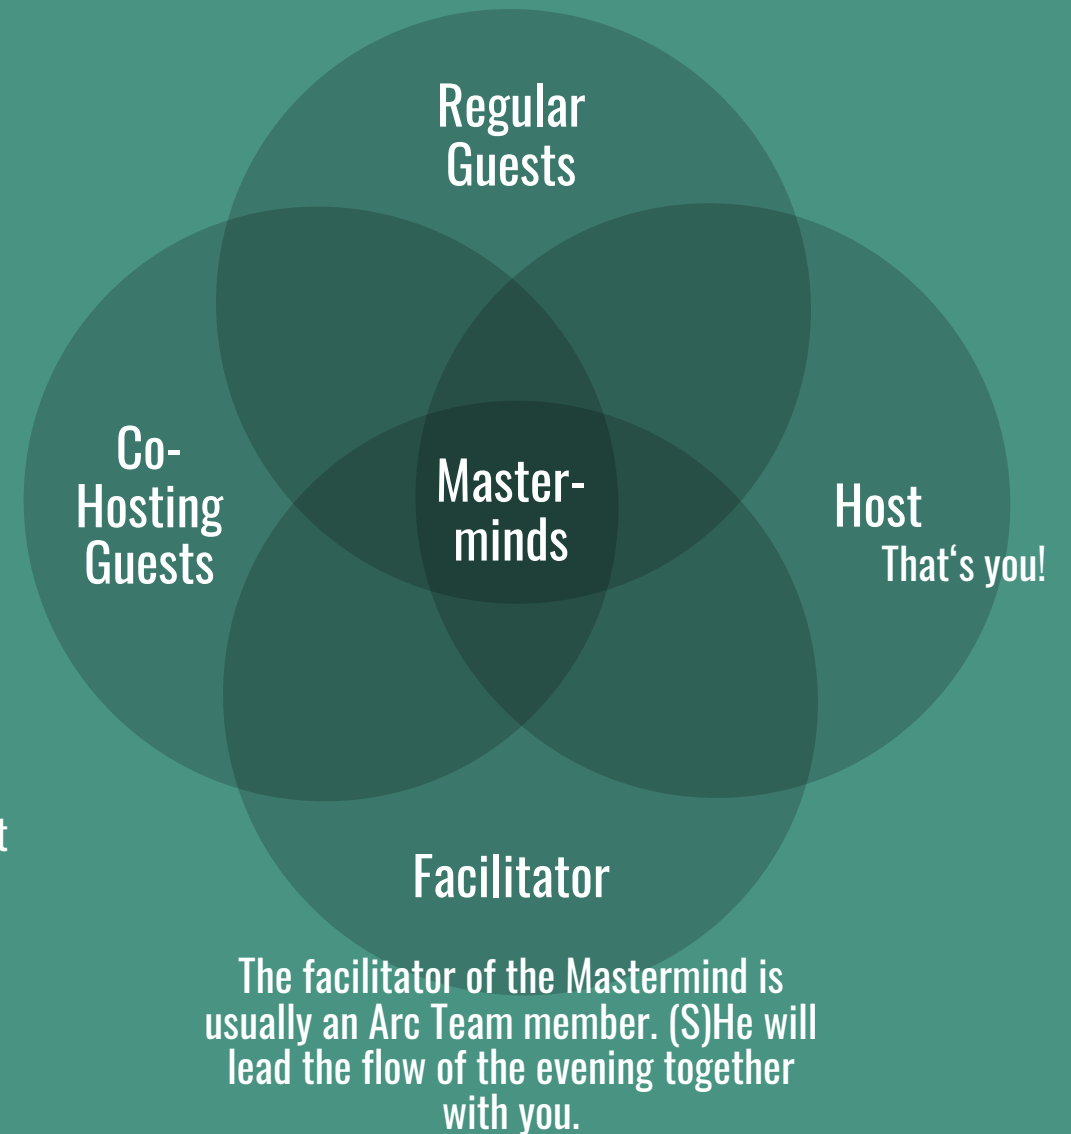 Regular
Guests
Co-
Hosting
Guests
Master-
minds
Host
That‘s you!
t
Facilitator
The facilitator of the Mastermind is
usually an Arc Team member. (S)He will
lead the flow of the evening together
with you.